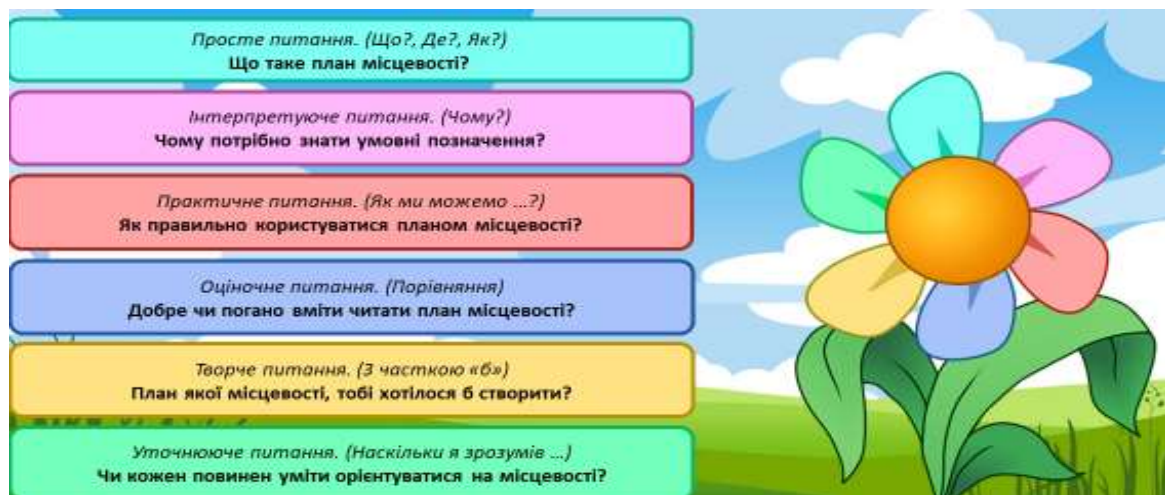 Просте питання. (Що?, Де?, Як?)
Що таке план місцевості?
Інтерпретуюче питання. (Чому?)
Чому потрібно знати умовні позначення?
Практичне питання. (Як ми можемо ...?)
Як правильно користуватися планом місцевості?
Оціночне питання. (Порівняння)
Добре чи погано вміти читати план місцевості?
Творче питання. (З часткою «б»)
План якої місцевості, тобі хотілося б створити?
Уточнююче питання. (Наскільки я зрозумів ...)
Чи кожен повинен уміти орієнтуватися на місцевості?